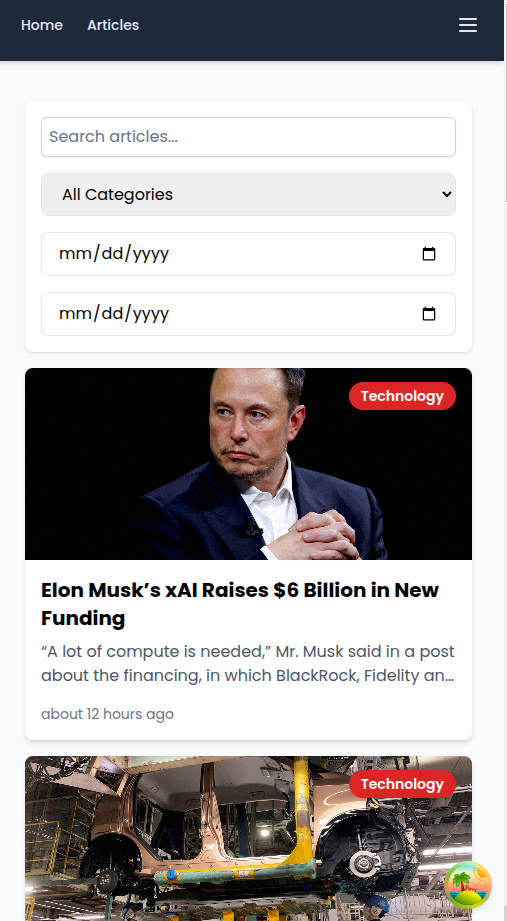 Home Articles
Search articles...
All Categories
mm/dd/yyyy
mm/dd/yyyy
Technology
Elon Musk’s xAI Raises $6 Billion in New
Funding
“A lot of compute is needed,” Mr. Musk said in a post
about the financing, in which BlackRock, Fidelity an...
about 12 hours ago
Technology